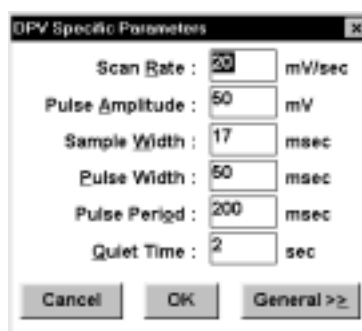 DPV Specific Parameters
Scan Rate : 20 mV/sec
Pulse Amplitude : 50 mV
Sample Width : 17 msec
Pulse Width : 50 msec
Pulse Period : 200 msec
Quiet Time : 2 sec
Cancel OK General >>